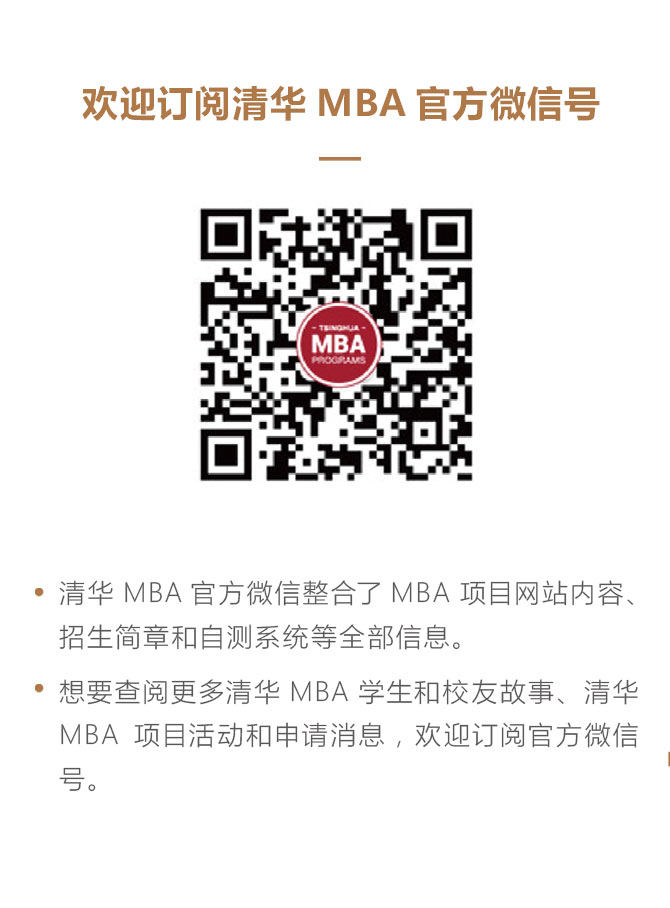 欢迎订阅清华 MBA 官方微信号
- TSINGHUA -
MBA
PROGRAMS
• 清华 MBA 官方微信整合了 MBA 项目网站内容、
招生简章和自测系统等全部信息。
• 想要查阅更多清华 MBA 学生和校友故事、清华
MBA 项目活动和申请消息，欢迎订阅官方微信
号。